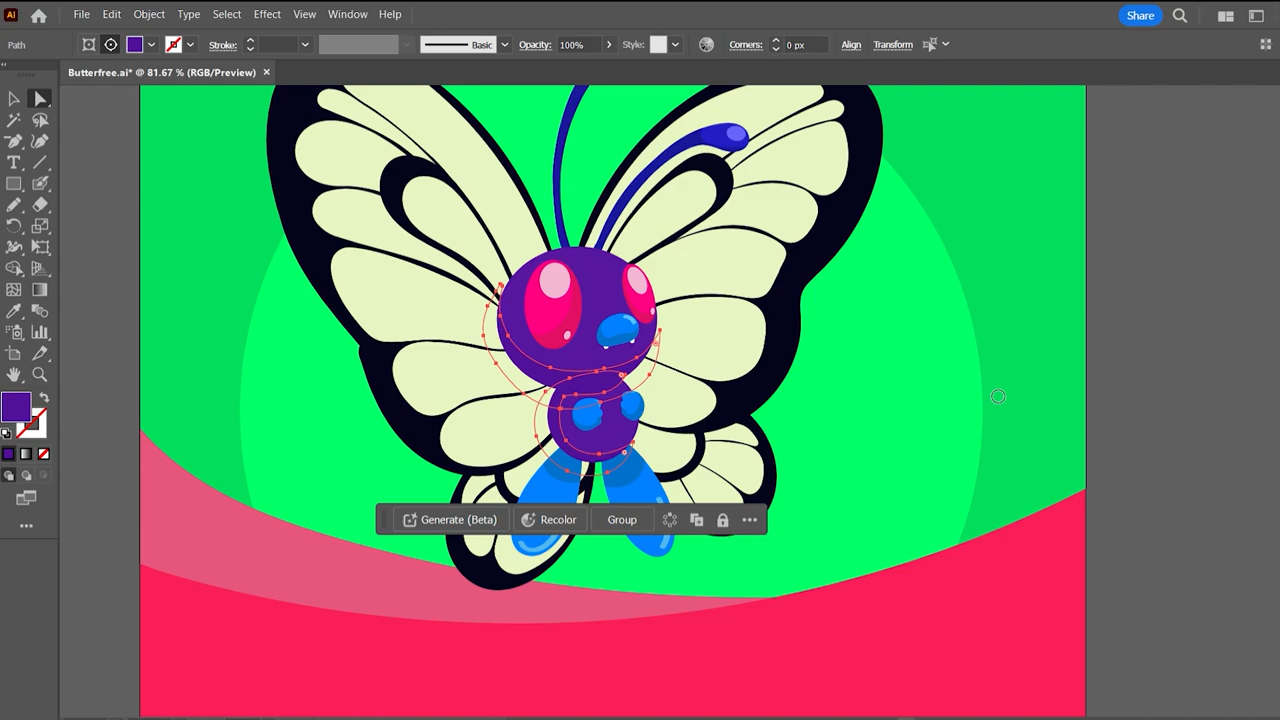 Ai File Edit Object Type Select Effect View Window Help Share
Path Stroke: Basic Opacity: 100% Style: Corners: 0 px Align Transform
Butterfree.ai* @ 81.67 % (RGB/Preview) ×
Generate (Beta) Recolor Group